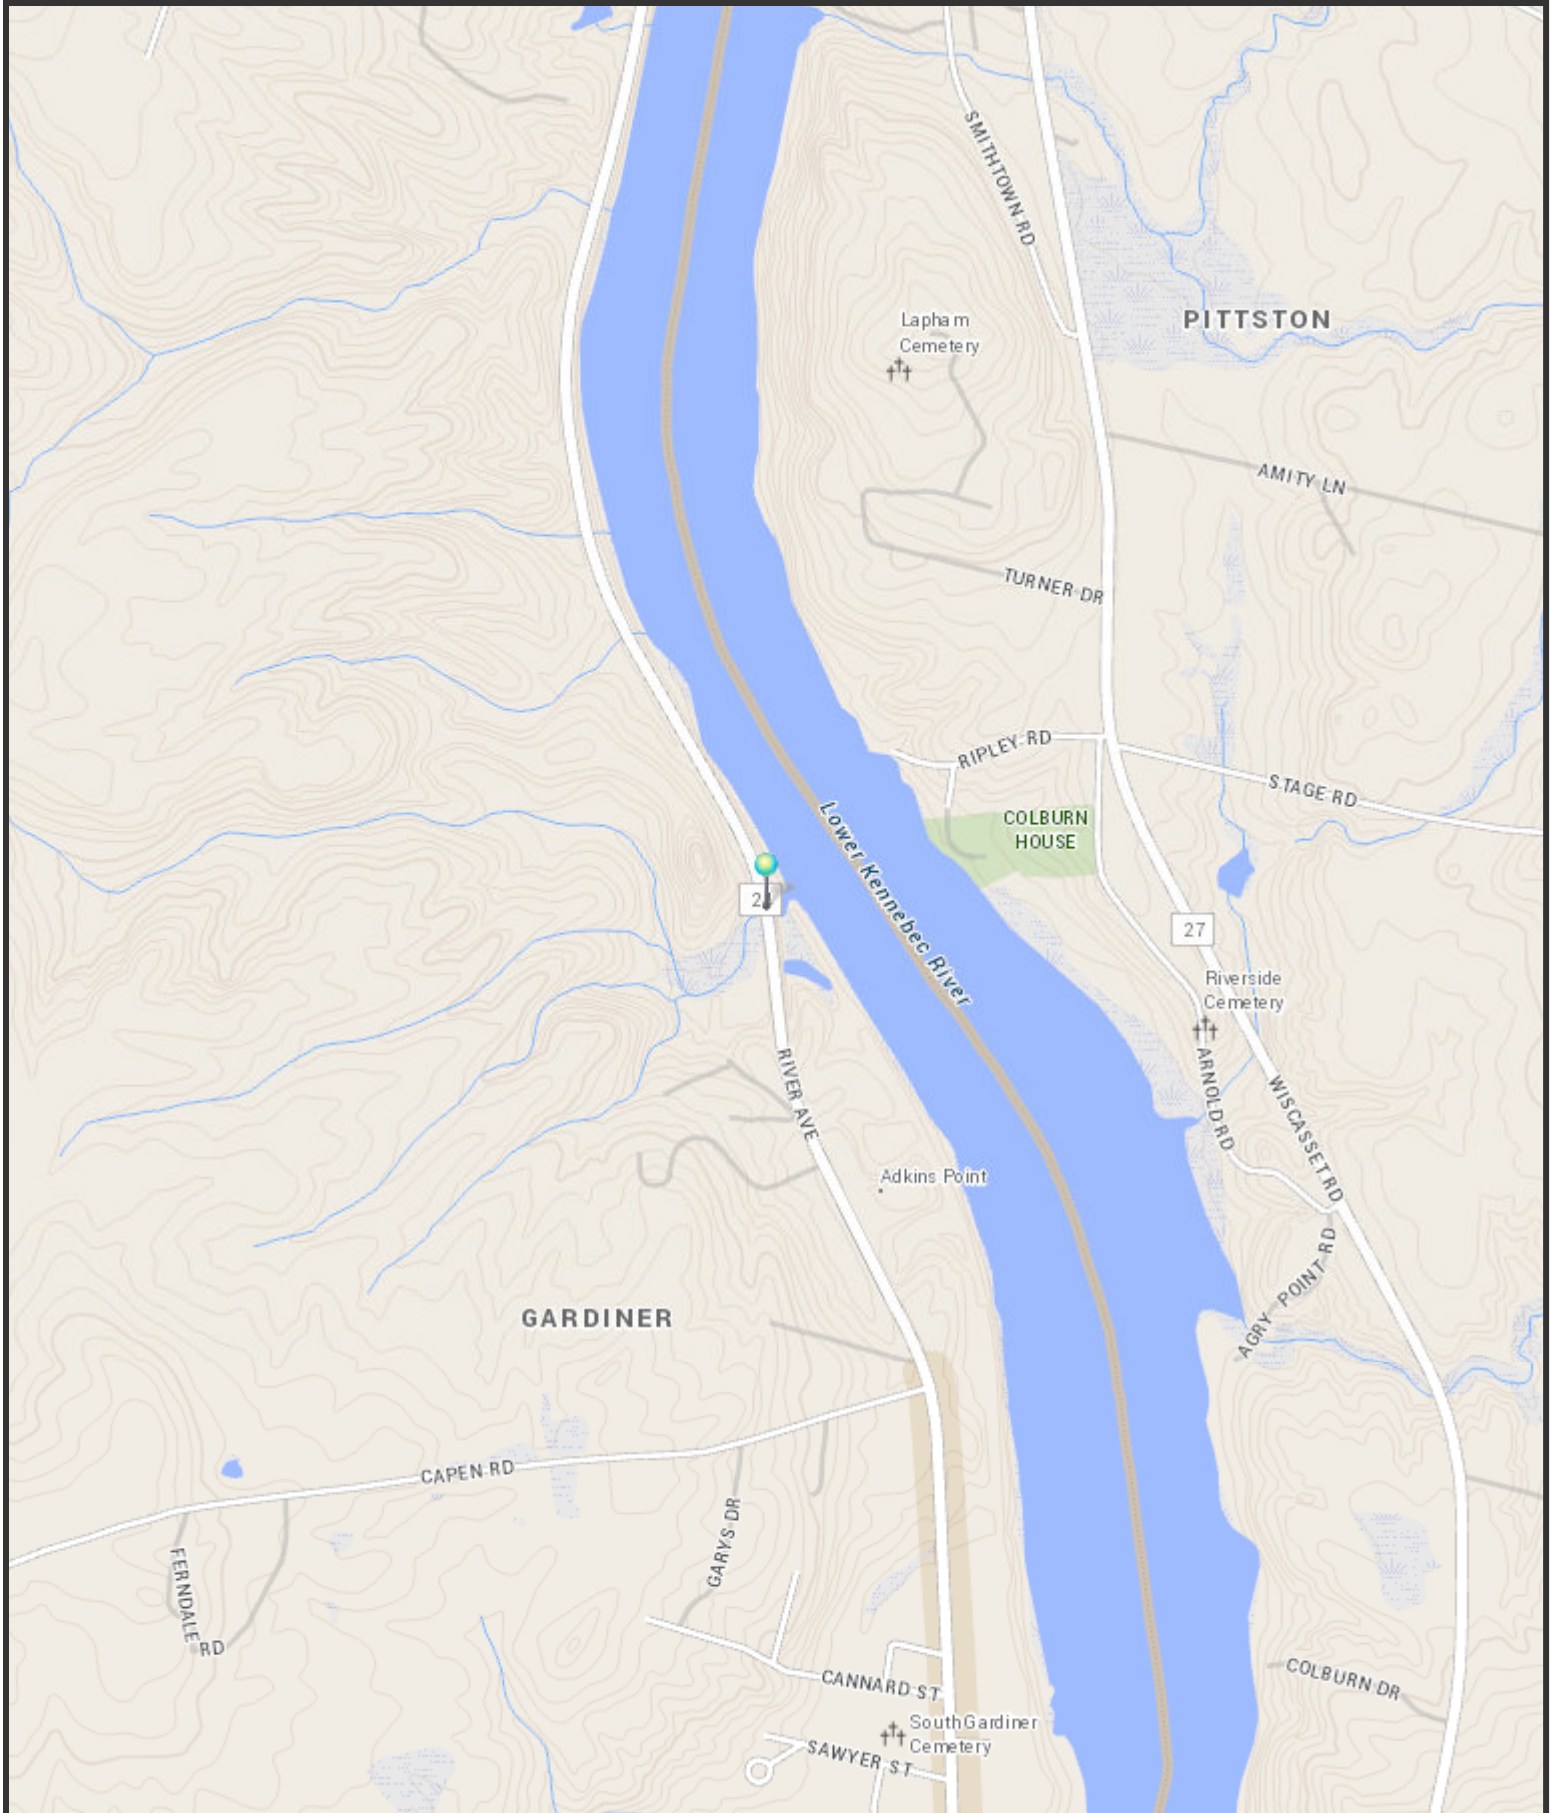 SMITHTOWN RD
Lapham
Cemetery
PITTSTON
AMITY LN
TURNER DR
RIPLEY RD
STAGE RD
COLBURN
HOUSE
Lower Kennebec River
27
Riverside
Cemetery
RIVER AVE
ARNOLD RD
WISCASSET RD
Adkins Point
AGRY POINT RD
GARDINER
CAPEN RD
GARYS DR
FERNDALE RD
CANNARD ST
COLBURN DR
South Gardiner
Cemetery
SAWYER ST